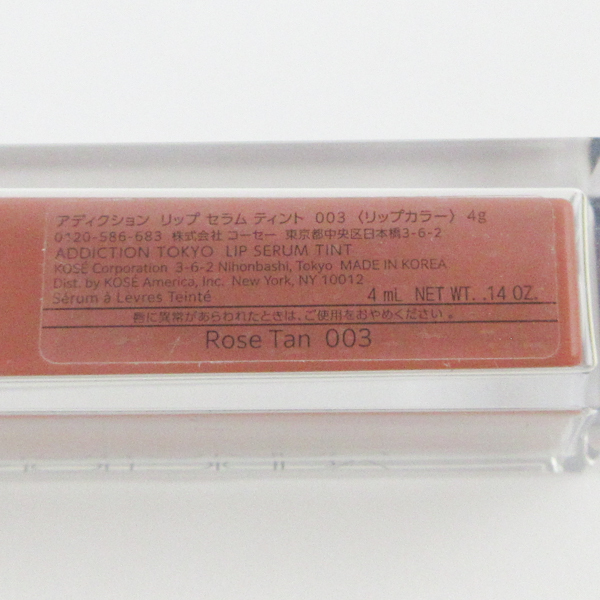 アディクション リップ セラム ティント 003 〈リップカラー〉 4g
0120-586-683 株式会社 コーセー 東京都中央区日本橋3-6-2
ADDICTION TOKYO LIP SERUM TINT
KOSÉ Corporation 3-6-2 Nihonbashi, Tokyo MADE IN KOREA
Dist. by KOSÉ America, Inc. New York, NY 10012
Sérum à Lèvres Teinté 4 mL NET WT. .14 OZ.
唇に異常があらわれたときは、ご使用をおやめください。
Rose Tan 003